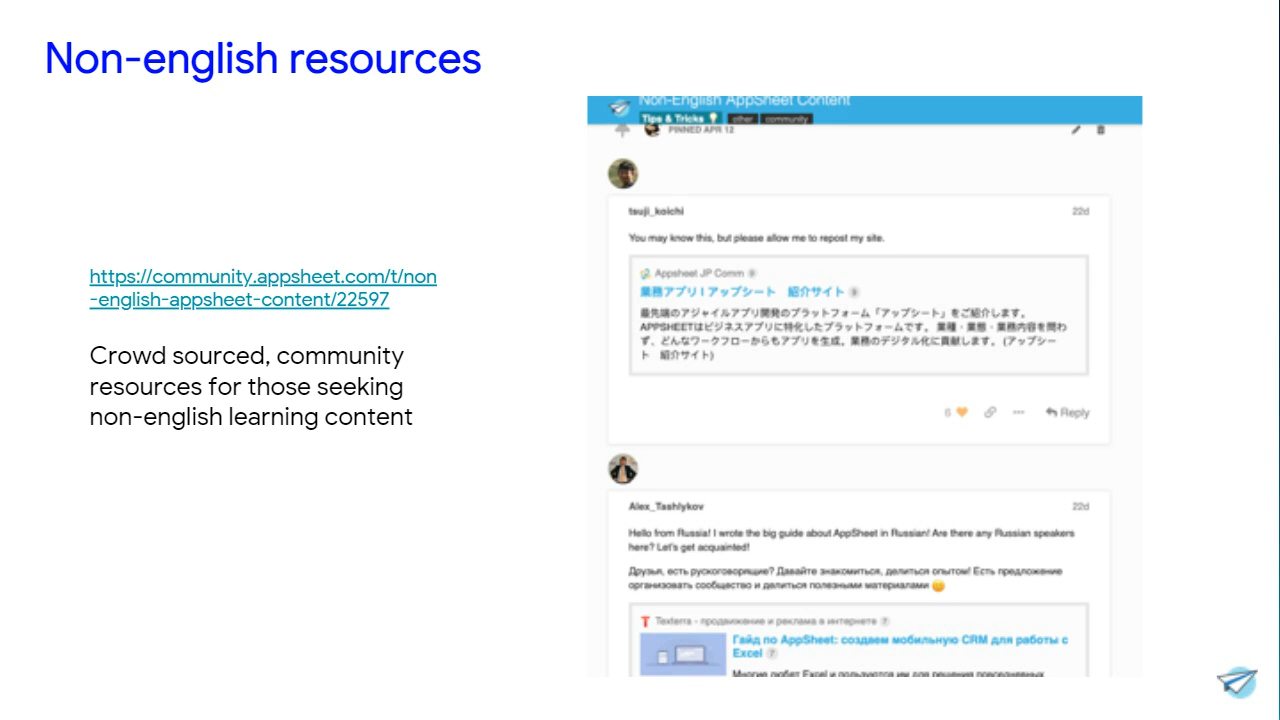 Non-english resources
https://community.appsheet.com/t/non
-english-appsheet-content/22597
Crowd sourced, community
resources for those seeking
non-english learning content
Non-English AppSheet Content
Tips & Tricks other community
PINNED APR 12
tsuji_koichi 22d
You may know this, but please allow me to repost my site.
Appsheet JP Comm
業務アプリ I アップシート 紹介サイト
最先端のアジャイルアプリ開発のプラットフォーム「アップシート」をご紹介します。
APPSHEETはビジネスアプリに特化したプラットフォームです。 業種・業態・業務内容を問わ
ず、どんなワークフローからもアプリを生成。業務のデジタル化に貢献します。 (アップシー
ト 紹介サイト)
6 Reply
Alex_Tashlykov 22d
Hello from Russia! I wrote the big guide about AppSheet in Russian! Are there any Russian speakers
here? Let's get acquainted!
Друзья, есть рускоговорящие? Давайте знакомиться, делиться опытом! Есть предложение
организовать сообщество и делиться полезными материалами
Texterra - продвижение и реклама в интернете 7
Гайд по AppSheet: создаем мобильную CRM для работы с
Excel 7
Многие любят Excel и пользуются им для решения повседневных